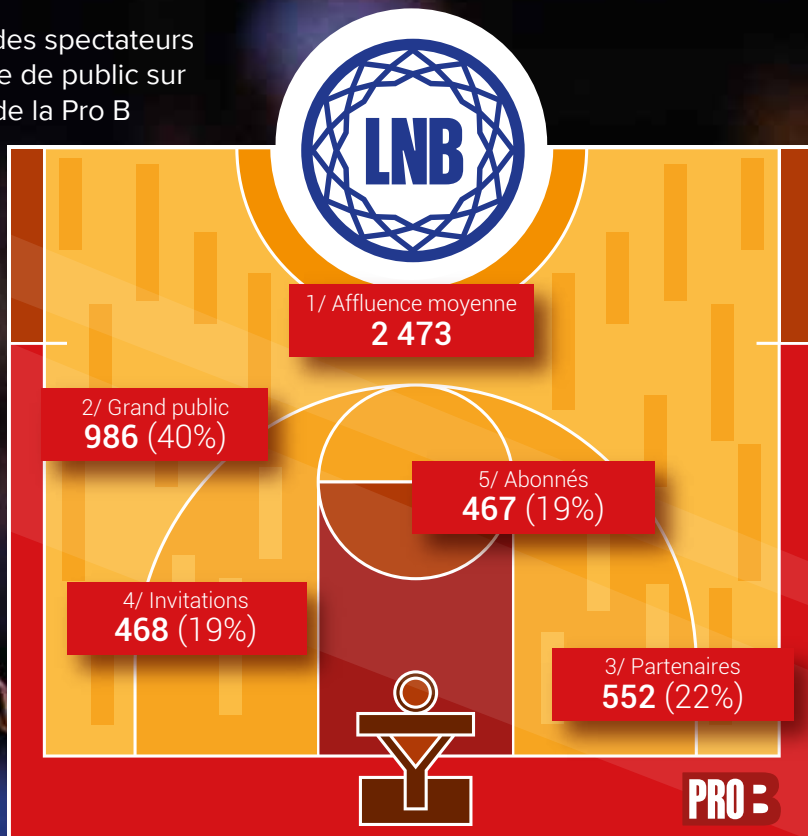 des spectateurs
e de public sur
de la Pro B
LNB
1/ Affluence moyenne
2 473
2/ Grand public
986 (40%)
5/ Abonnés
467 (19%)
4/ Invitations
468 (19%)
3/ Partenaires
552 (22%)
PRO B